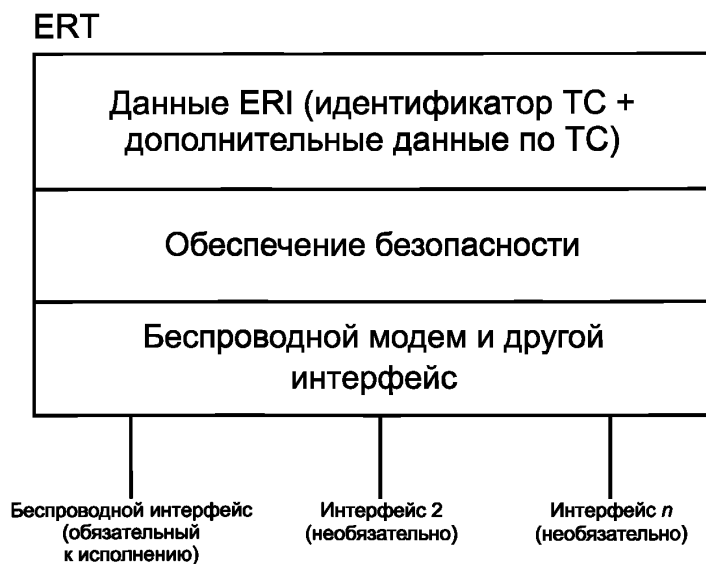 ERT
Данные ERI (идентификатор ТС +
дополнительные данные по ТС)
Обеспечение безопасности
Беспроводной модем и другой
интерфейс
Беспроводной интерфейс
(обязательный
к исполнению)
Интерфейс 2
(необязательно)
Интерфейс n
(необязательно)